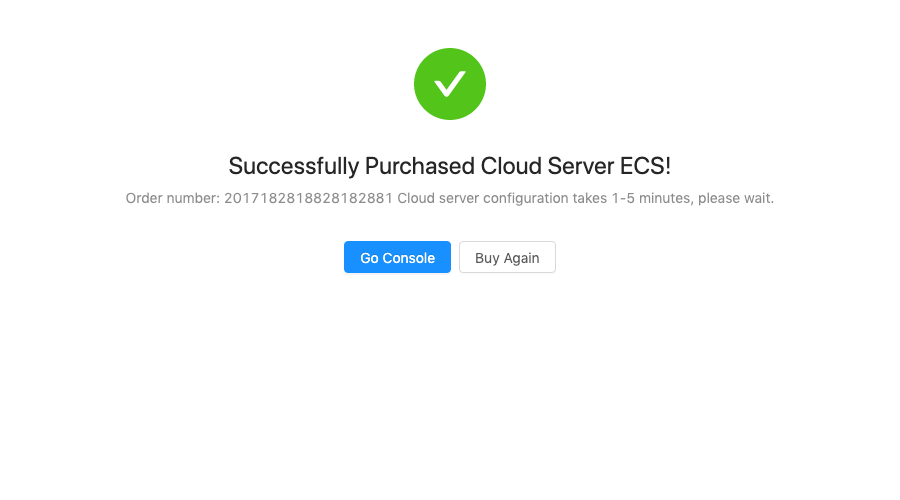 Successfully Purchased Cloud Server ECS!
Order number: 2017182818828182881 Cloud server configuration takes 1-5 minutes, please wait.
Go Console Buy Again